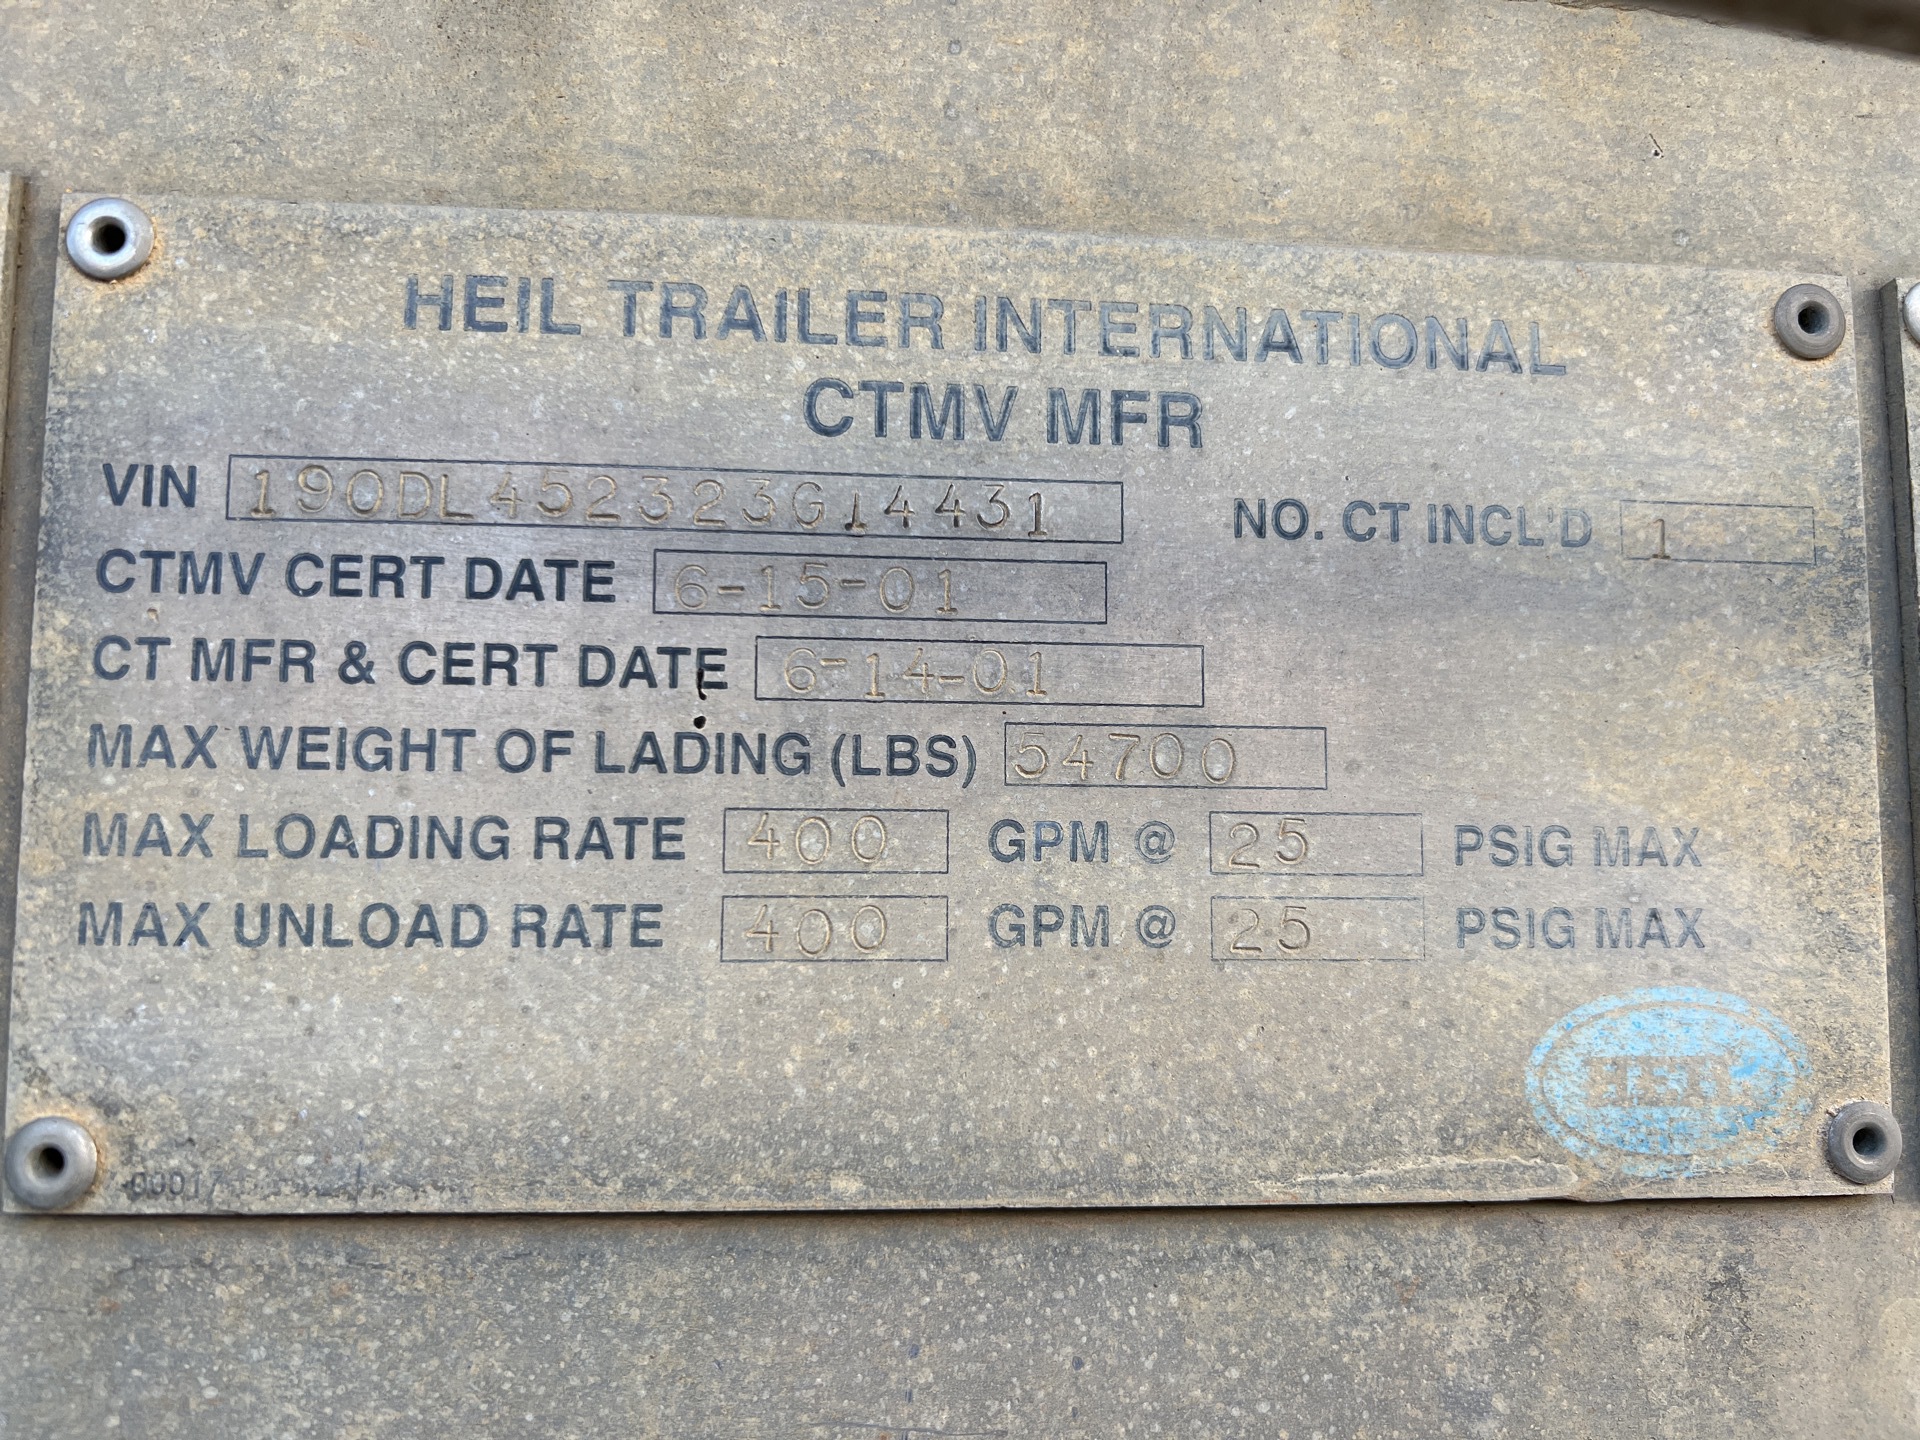 HEIL TRAILER INTERNATIONAL
CTMV MFR
VIN 190DL452323G14431 NO. CT INCL'D 1
CTMV CERT DATE 6-15-01
CT MFR & CERT DATE 6-14-01
MAX WEIGHT OF LADING (LBS) 54700
MAX LOADING RATE 400 GPM @ 25 PSIG MAX
MAX UNLOAD RATE 400 GPM @ 25 PSIG MAX
HEIL